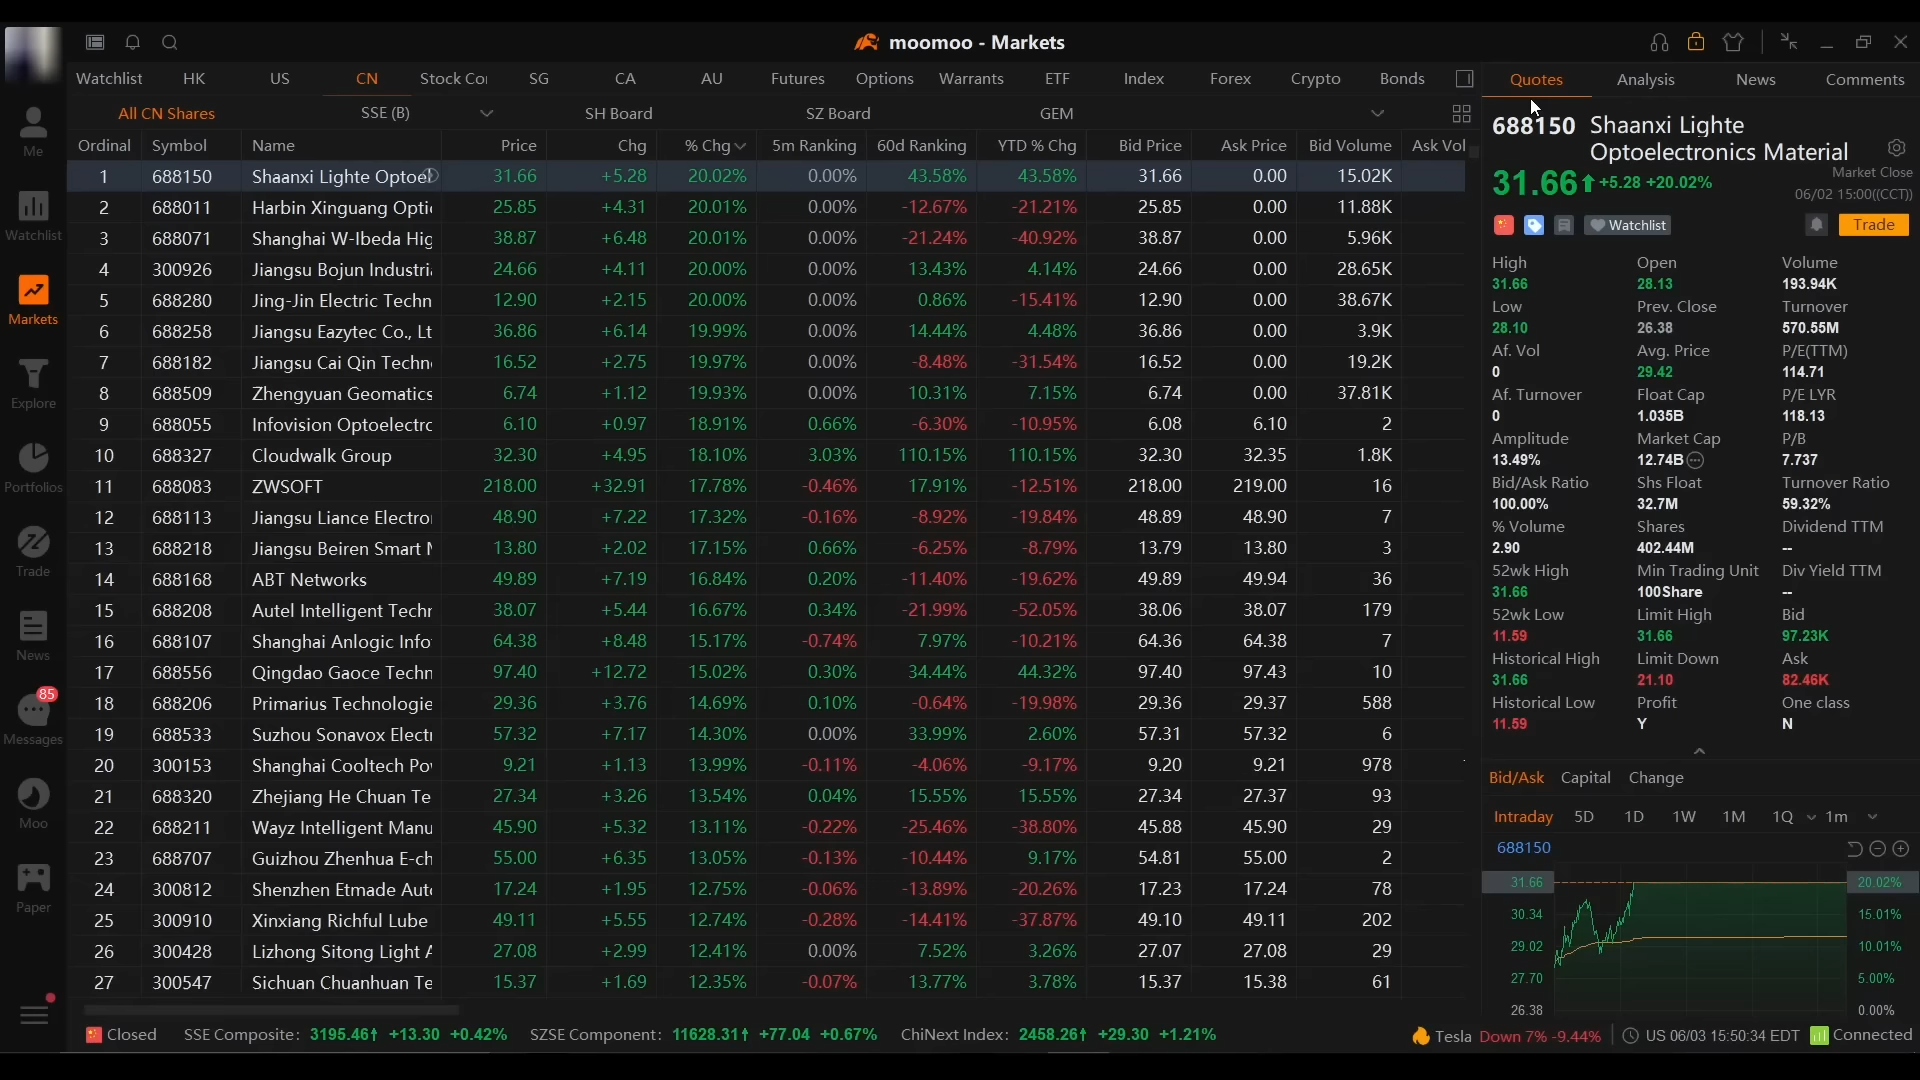 moomoo - Markets
Watchlist HK US CN Stock Co SG CA AU Futures Options Warrants ETF Index Forex Crypto Bonds
All CN Shares SSE (B) SH Board SZ Board GEM
Ordinal Symbol Name Price Chg % Chg 5m Ranking 60d Ranking YTD % Chg Bid Price Ask Price Bid Volume Ask Vol
1 688150 Shaanxi Lighte Optoel 31.66 +5.28 20.02% 0.00% 43.58% 43.58% 31.66 0.00 15.02K
2 688011 Harbin Xinguang Opti 25.85 +4.31 20.01% 0.00% -12.67% -21.21% 25.85 0.00 11.88K
3 688071 Shanghai W-Ibeda Hig 38.87 +6.48 20.01% 0.00% -21.24% -40.92% 38.87 0.00 5.96K
4 300926 Jiangsu Bojun Industri 24.66 +4.11 20.00% 0.00% 13.43% 4.14% 24.66 0.00 28.65K
5 688280 Jing-Jin Electric Techn 12.90 +2.15 20.00% 0.00% 0.86% -15.41% 12.90 0.00 38.67K
6 688258 Jiangsu Eazytec Co., Lt 36.86 +6.14 19.99% 0.00% 14.44% 4.48% 36.86 0.00 3.9K
7 688182 Jiangsu Cai Qin Techn 16.52 +2.75 19.97% 0.00% -8.48% -31.54% 16.52 0.00 19.2K
8 688509 Zhengyuan Geomatics 6.74 +1.12 19.93% 0.00% 10.31% 7.15% 6.74 0.00 37.81K
9 688055 Infovision Optoelectrc 6.10 +0.97 18.91% 0.66% -6.30% -10.95% 6.08 6.10 2
10 688327 Cloudwalk Group 32.30 +4.95 18.10% 3.03% 110.15% 110.15% 32.30 32.35 1.8K
11 688083 ZWSOFT 218.00 +32.91 17.78% -0.46% 17.91% -12.51% 218.00 219.00 16
12 688113 Jiangsu Liance Electro 48.90 +7.22 17.32% -0.16% -8.92% -19.84% 48.89 48.90 7
13 688218 Jiangsu Beiren Smart M 13.80 +2.02 17.15% 0.66% -6.25% -8.79% 13.79 13.80 3
14 688168 ABT Networks 49.89 +7.19 16.84% 0.20% -11.40% -19.62% 49.89 49.94 36
15 688208 Autel Intelligent Techr 38.07 +5.44 16.67% 0.34% -21.99% -52.05% 38.06 38.07 179
16 688107 Shanghai Anlogic Info 64.38 +8.48 15.17% -0.74% 7.97% -10.21% 64.36 64.38 7
17 688556 Qingdao Gaoce Techn 97.40 +12.72 15.02% 0.30% 34.44% 44.32% 97.40 97.43 10
18 688206 Primarius Technologie 29.36 +3.76 14.69% 0.10% -0.64% -19.98% 29.36 29.37 588
19 688533 Suzhou Sonavox Electr 57.32 +7.17 14.30% 0.00% 33.99% 2.60% 57.31 57.32 6
20 300153 Shanghai Cooltech Po 9.21 +1.13 13.99% -0.11% -4.06% -9.17% 9.20 9.21 978
21 688320 Zhejiang He Chuan Te 27.34 +3.26 13.54% 0.04% 15.55% 15.55% 27.34 27.37 93
22 688211 Wayz Intelligent Manu 45.90 +5.32 13.11% -0.22% -25.46% -38.80% 45.88 45.90 29
23 688707 Guizhou Zhenhua E-ch 55.00 +6.35 13.05% -0.13% -10.44% 9.17% 54.81 55.00 2
24 300812 Shenzhen Etmade Auto 17.24 +1.95 12.75% -0.06% -13.89% -20.26% 17.23 17.24 78
25 300910 Xinxiang Richful Lube 49.11 +5.55 12.74% -0.28% -14.41% -37.87% 49.10 49.11 202
26 300428 Lizhong Sitong Light A 27.08 +2.99 12.41% 0.00% 7.52% 3.26% 27.07 27.08 29
27 300547 Sichuan Chuanhuan Te 15.37 +1.69 12.35% -0.07% 13.77% 3.78% 15.37 15.38 61
Me
Watchlist
Markets
Explore
Portfolios
Trade
News
85
Messages
Moo
Paper
Quotes Analysis News Comments
688150 Shaanxi Lighte
Optoelectronics Material
31.66 +5.28 +20.02% Market Close
06/02 15:00((CCT))
Watchlist Trade
High Open Volume
31.66 28.13 193.94K
Low Prev. Close Turnover
28.10 26.38 570.55M
Af. Vol Avg. Price P/E(TTM)
0 29.42 114.71
Af. Turnover Float Cap P/E LYR
0 1.035B 118.13
Amplitude Market Cap P/B
13.49% 12.74B 7.737
Bid/Ask Ratio Shs Float Turnover Ratio
100.00% 32.7M 59.32%
% Volume Shares Dividend TTM
2.90 402.44M --
52wk High Min Trading Unit Div Yield TTM
31.66 100Share --
52wk Low Limit High Bid
11.59 31.66 97.23K
Historical High Limit Down Ask
31.66 21.10 82.46K
Historical Low Profit One class
11.59 Y N
Bid/Ask Capital Change
Intraday 5D 1D 1W 1M 1Q 1m
688150
31.66 20.02%
30.34 15.01%
29.02 10.01%
27.70 5.00%
26.38 0.00%
Closed SSE Composite: 3195.46↑ +13.30 +0.42% SZSE Component: 11628.31↑ +77.04 +0.67% ChiNext Index: 2458.26↑ +29.30 +1.21% Tesla Down 7% -9.44% US 06/03 15:50:34 EDT Connected